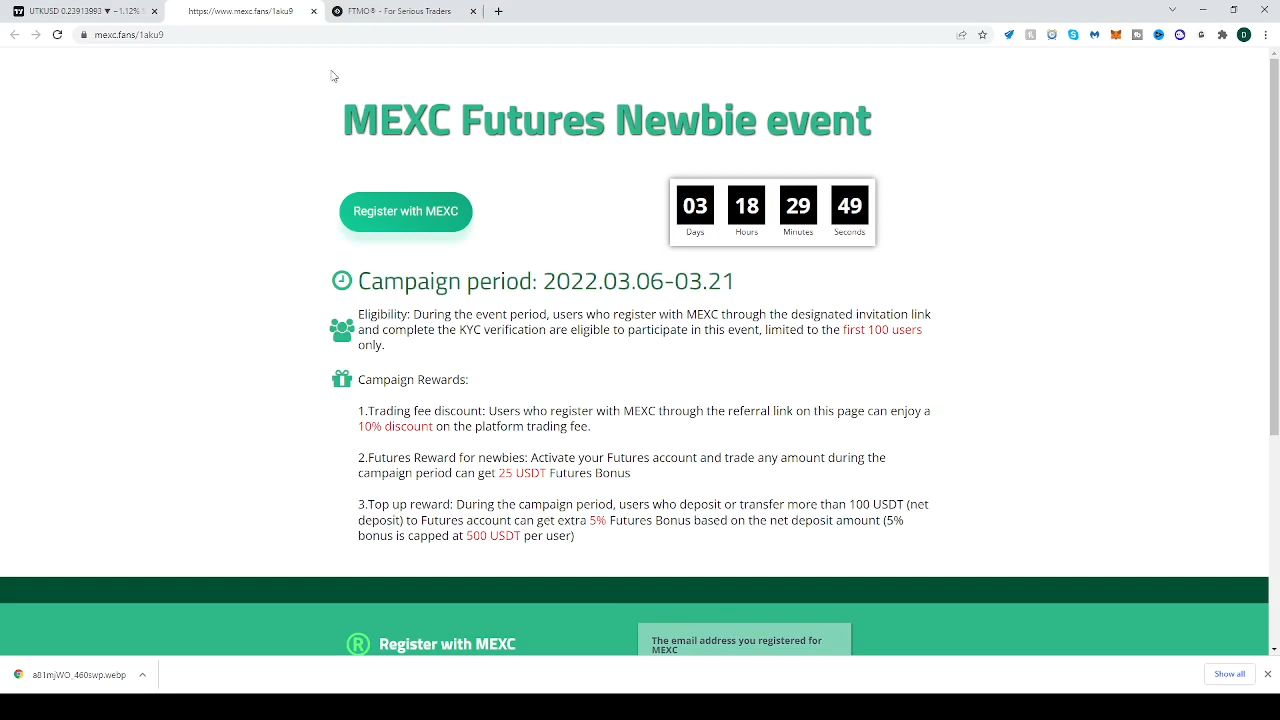 UTKUSD 0.23913993 ▼ −1.12%
https://www.mexc.fans/1aku9
FTMO® - For Serious Traders
mexc.fans/1aku9
MEXC Futures Newbie event
Register with MEXC
03 18 29 49
Days Hours Minutes Seconds
Campaign period: 2022.03.06-03.21
Eligibility: During the event period, users who register with MEXC through the designated invitation link
and complete the KYC verification are eligible to participate in this event, limited to the first 100 users
only.
Campaign Rewards:
1.Trading fee discount: Users who register with MEXC through the referral link on this page can enjoy a
10% discount on the platform trading fee.
2.Futures Reward for newbies: Activate your Futures account and trade any amount during the
campaign period can get 25 USDT Futures Bonus
3.Top up reward: During the campaign period, users who deposit or transfer more than 100 USDT (net
deposit) to Futures account can get extra 5% Futures Bonus based on the net deposit amount (5%
bonus is capped at 500 USDT per user)
® Register with MEXC
The email address you registered for
MEXC
a81mjWO_460swp.webp
Show all